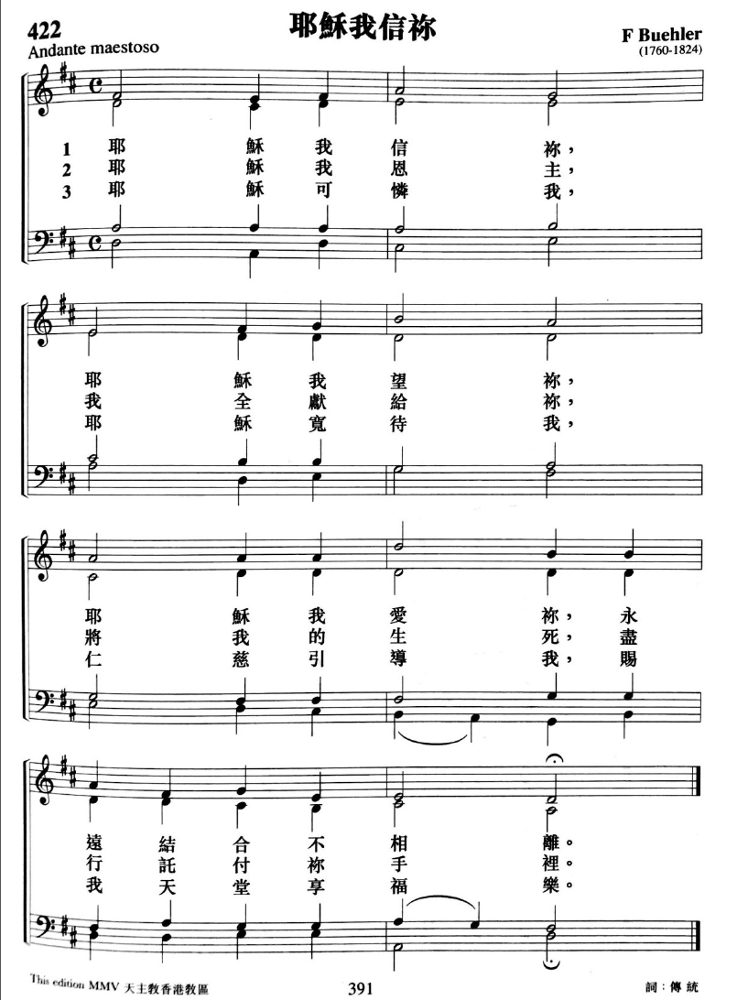 422
耶穌我信祢
F Buehler
(1760-1824)
Andante maestoso
1 耶 穌 我 信 祢，
2 耶 穌 我 恩 主，
3 耶 穌 可 憐 我，
耶 穌 我 望 祢，
我 全 獻 給 祢，
耶 穌 寬 待 我，
耶 穌 我 愛 祢， 永
將 我 的 生 死， 盡
仁 慈 引 導 我， 賜
遠 結 合 不 相 離。
行 託 付 祢 手 裡。
我 天 堂 享 福 樂。
This edition MMV 天主教香港教區
391
詞：傳統